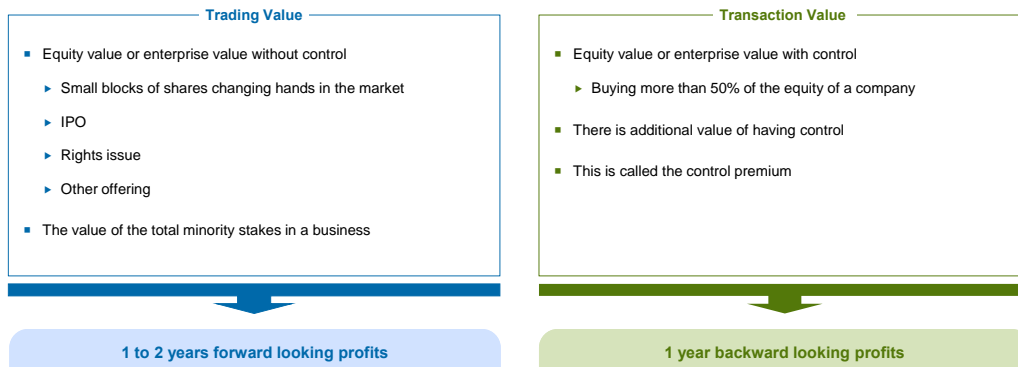 Trading Value
Equity value or enterprise value without control
Small blocks of shares changing hands in the market
IPO
Rights issue
Other offering
The value of the total minority stakes in a business
1 to 2 years forward looking profits
Transaction Value
Equity value or enterprise value with control
Buying more than 50% of the equity of a company
There is additional value of having control
This is called the control premium
1 year backward looking profits